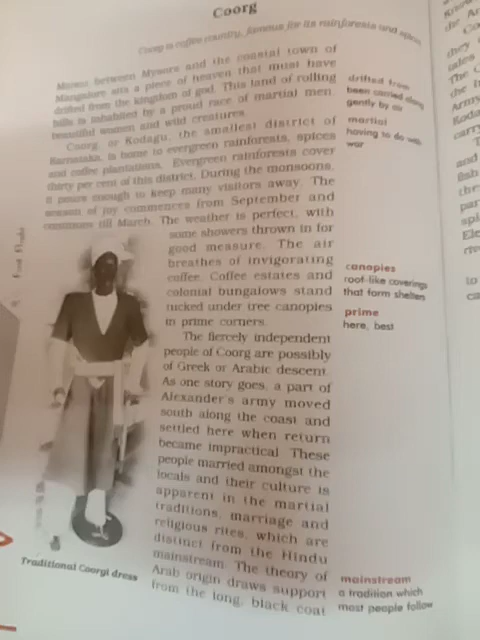 Coorg
Coorg is coffee country, famous for its rainforests and spices
Midway between Mysore and the coastal town of
Mangalore sits a piece of heaven that must have
drifted from the kingdom of god. This land of rolling
hills is inhabited by a proud race of martial men,
beautiful women and wild creatures.
Coorg, or Kodagu, the smallest district of
Karnataka, is home to evergreen rainforests, spices
and coffee plantations. Evergreen rainforests cover
thirty per cent of this district. During the monsoons,
it pours enough to keep many visitors away. The
season of joy commences from September and
continues till March. The weather is perfect, with
some showers thrown in for
good measure. The air
breathes of invigorating
coffee. Coffee estates and
colonial bungalows stand
tucked under tree canopies
in prime corners.
The fiercely independent
people of Coorg are possibly
of Greek or Arabic descent.
As one story goes, a part of
Alexander's army moved
south along the coast and
settled here when return
became impractical. These
people married amongst the
locals and their culture is
apparent in the martial
traditions, marriage and
religious rites, which are
distinct from the Hindu
mainstream. The theory of
Arab origin draws support
from the long, black coat
drifted from
been carried along
gently by air
martial
having to do with
war
canopies
roof-like coverings
that form shelters
prime
here, best
mainstream
a tradition which
most people follow
Traditional Coorgi dress
First Flight